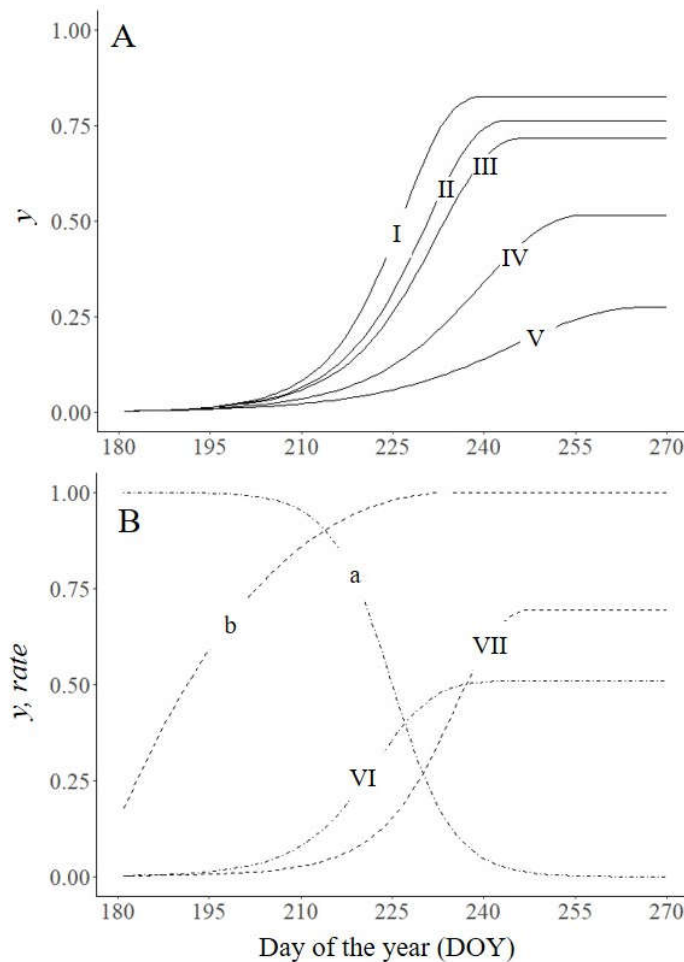 A
1.00
0.75
0.50
0.25
0.00
y
I
II
III
IV
V
180 195 210 225 240 255 270
B
1.00
0.75
0.50
0.25
0.00
y, rate
a
b
VII
VI
180 195 210 225 240 255 270
Day of the year (DOY)